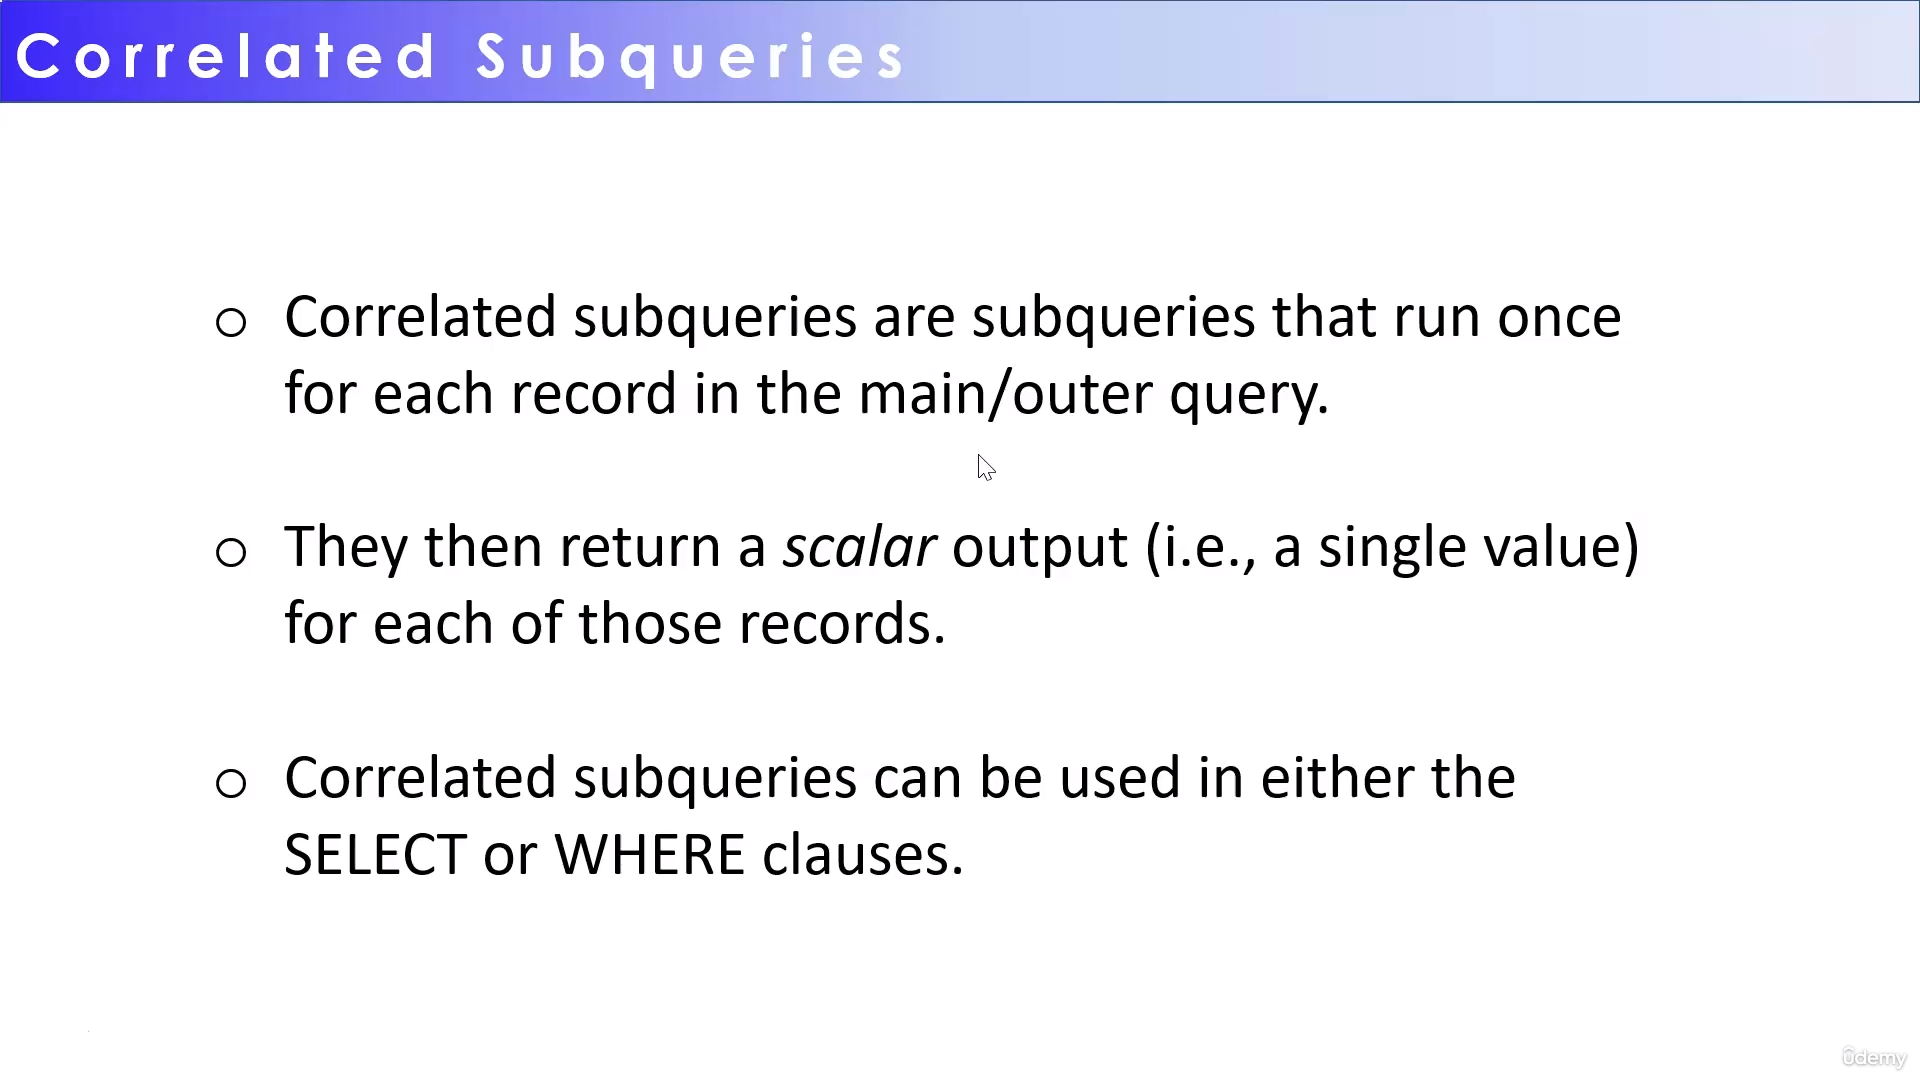 Correlated Subqueries
○ Correlated subqueries are subqueries that run once
for each record in the main/outer query.
○ They then return a scalar output (i.e., a single value)
for each of those records.
○ Correlated subqueries can be used in either the
SELECT or WHERE clauses.
ûdemy